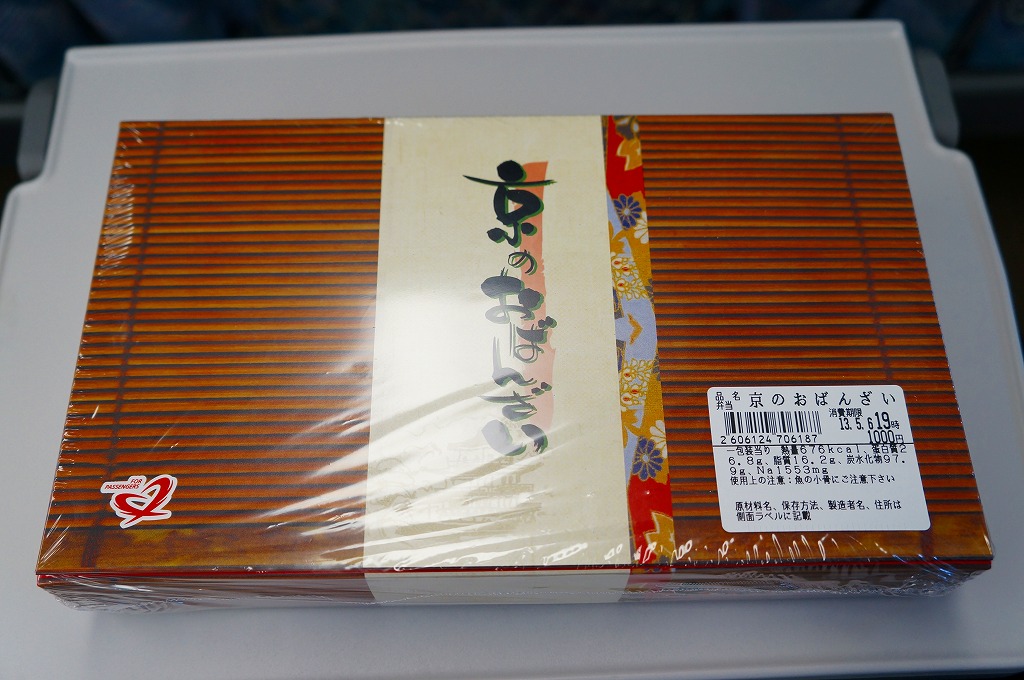 京のおばんざい
FOR
PASSENGERS
品名 京のおばんざい
弁当
消費期限
13.5.6 19時
2606124 706187
1000円
一包装当り 熱量676kcal、蛋白質2
6.8g、脂質16.2g、炭水化物97.
9g、Na1553mg
使用上の注意:魚の小骨にご注意下さい
原材料名、保存方法、製造者名、住所は
側面ラベルに記載